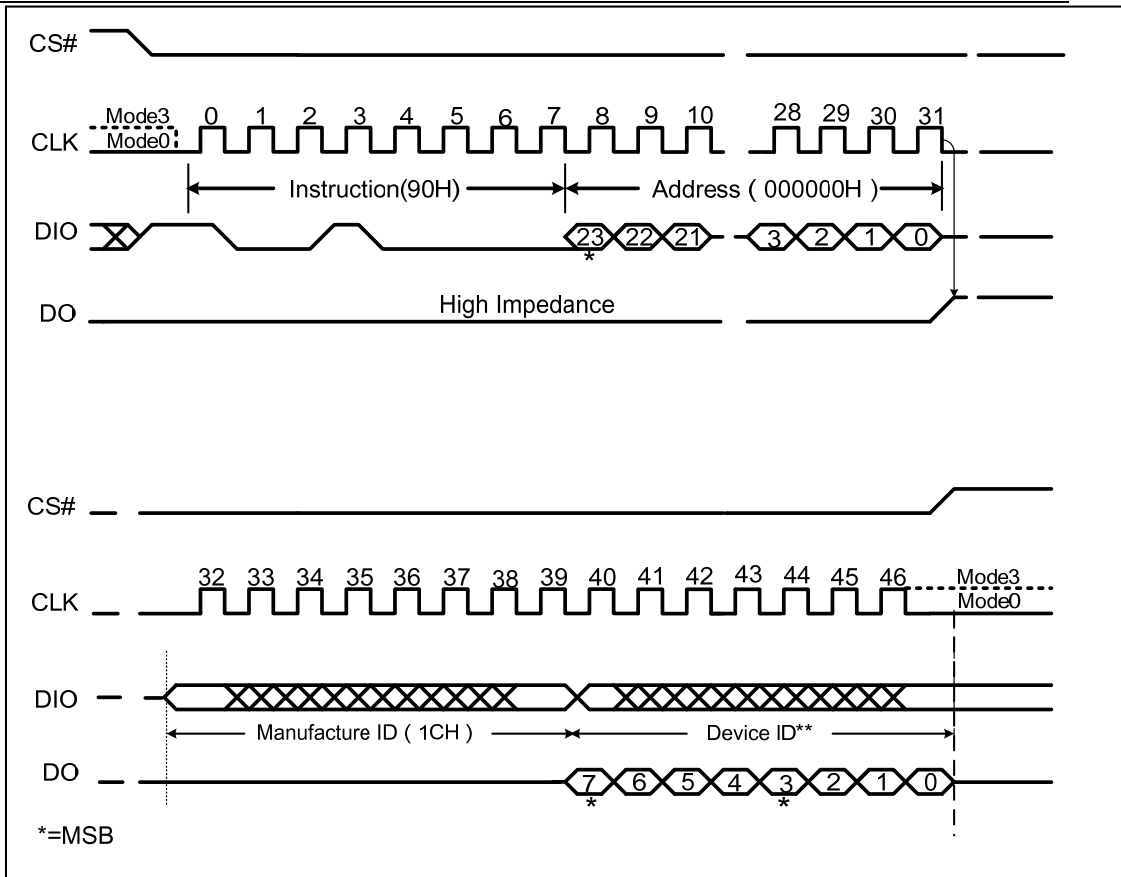 CS#
Mode3
0 1 2 3 4 5 6 7 8 9 10 28 29 30 31
CLK
Mode0
Instruction(90H)
Address ( 000000H )
DIO
23 22 21 3 2 1 0
*
High Impedance
DO
CS#
32 33 34 35 36 37 38 39 40 41 42 43 44 45 46
Mode3
CLK
Mode0
DIO
Manufacture ID ( 1CH )
Device ID**
DO
7 6 5 4 3 2 1 0
* *
*=MSB